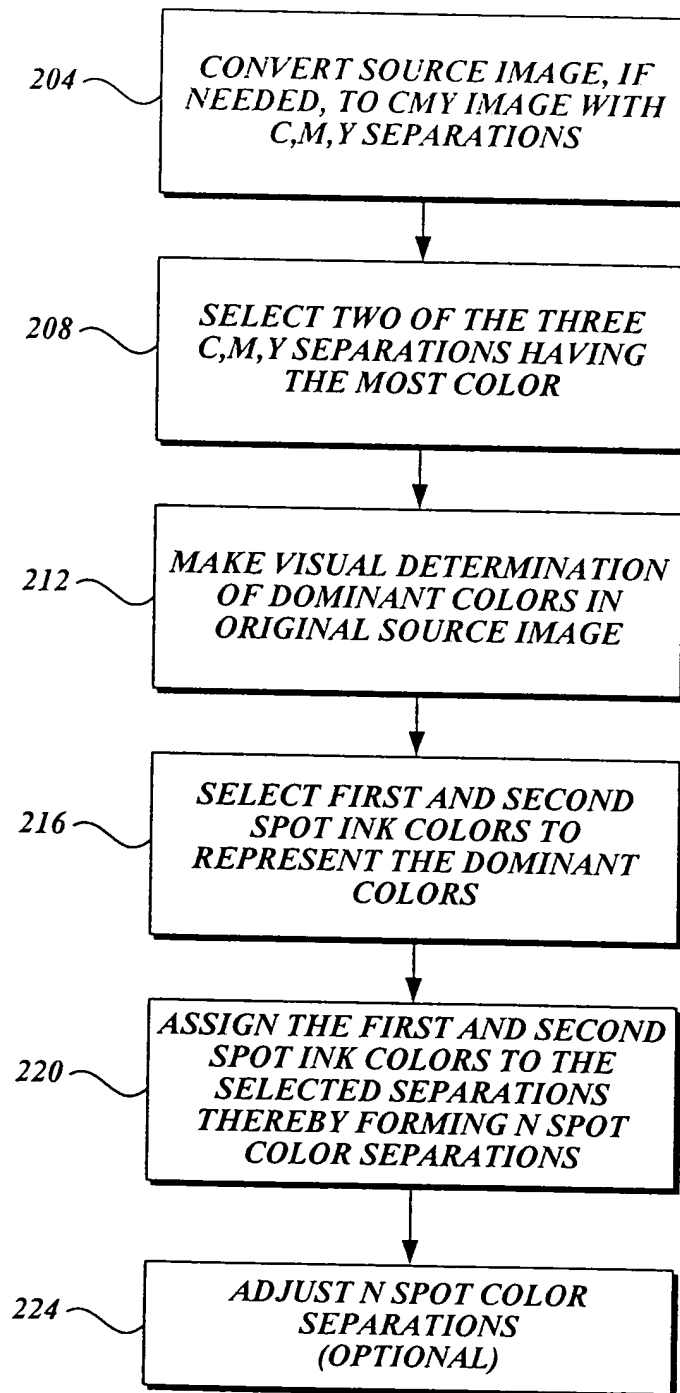 204
CONVERT SOURCE IMAGE, IF
NEEDED, TO CMY IMAGE WITH
C,M,Y SEPARATIONS
208
SELECT TWO OF THE THREE
C,M,Y SEPARATIONS HAVING
THE MOST COLOR
212
MAKE VISUAL DETERMINATION
OF DOMINANT COLORS IN
ORIGINAL SOURCE IMAGE
216
SELECT FIRST AND SECOND
SPOT INK COLORS TO
REPRESENT THE DOMINANT
COLORS
220
ASSIGN THE FIRST AND SECOND
SPOT INK COLORS TO THE
SELECTED SEPARATIONS
THEREBY FORMING N SPOT
COLOR SEPARATIONS
224
ADJUST N SPOT COLOR
SEPARATIONS
(OPTIONAL)